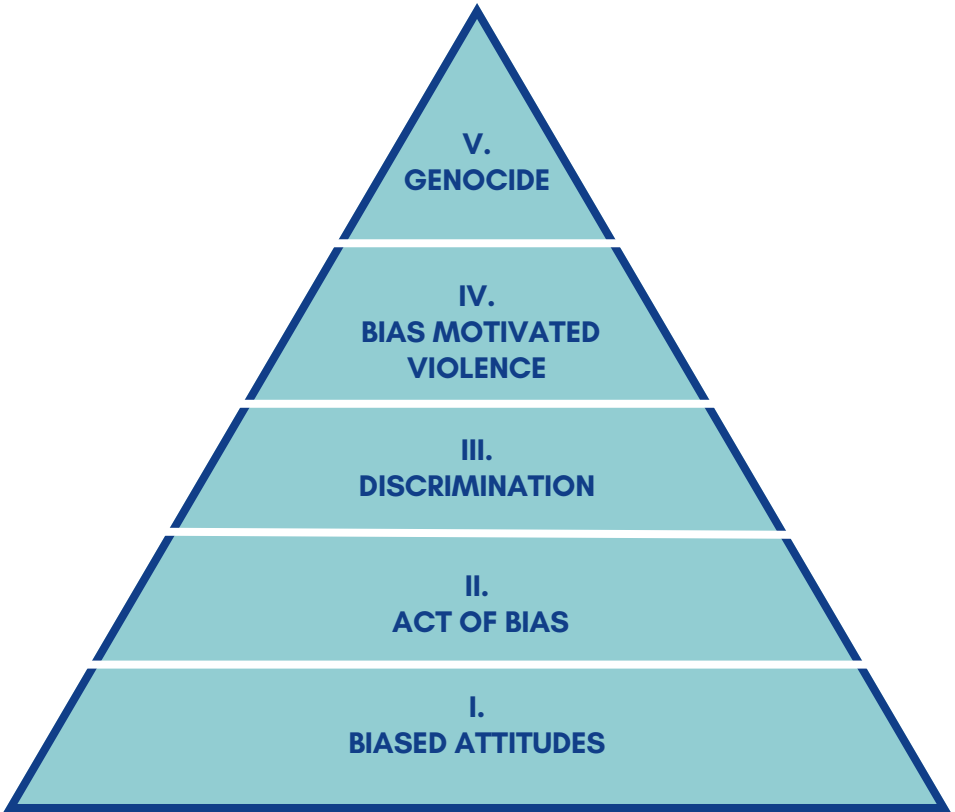 V.
GENOCIDE
IV.
BIAS MOTIVATED
VIOLENCE
III.
DISCRIMINATION
II.
ACT OF BIAS
I.
BIASED ATTITUDES